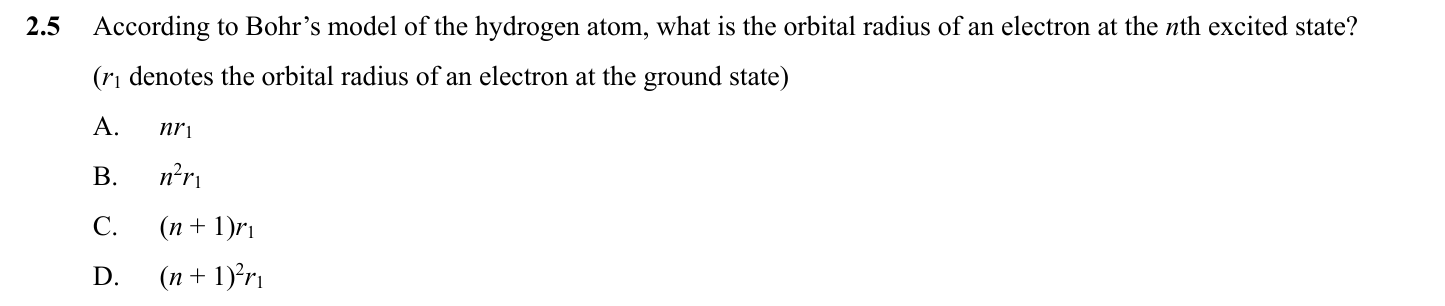 2.5 According to Bohr’s model of the hydrogen atom, what is the orbital radius of an electron at the nth excited state?
(r₁ denotes the orbital radius of an electron at the ground state)
A. nr₁
B. n²r₁
C. (n + 1)r₁
D. (n + 1)²r₁